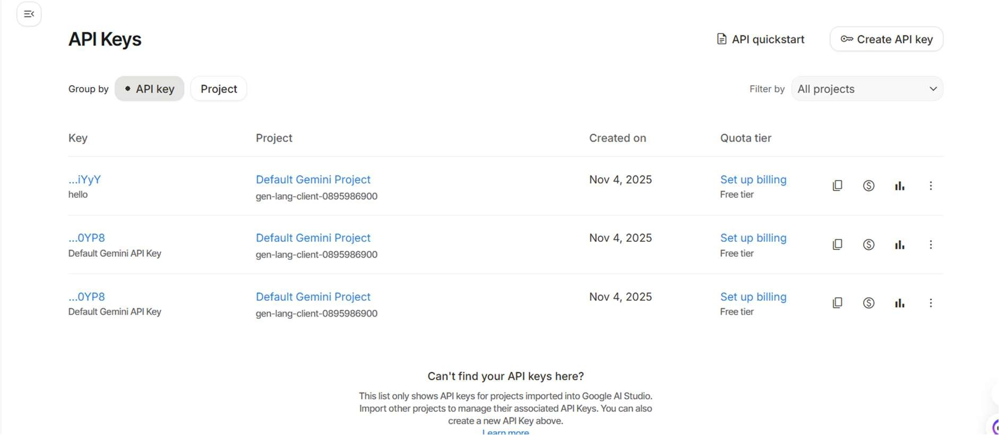 API Keys
API quickstart
Create API key
Group by
API key
Project
Filter by
All projects
Key
Project
Created on
Quota tier
...iYyY
hello
Default Gemini Project
gen-lang-client-0895986900
Nov 4, 2025
Set up billing
Free tier
...0YP8
Default Gemini API Key
Default Gemini Project
gen-lang-client-0895986900
Nov 4, 2025
Set up billing
Free tier
...0YP8
Default Gemini API Key
Default Gemini Project
gen-lang-client-0895986900
Nov 4, 2025
Set up billing
Free tier
Can't find your API keys here?
This list only shows API keys for projects imported into Google AI Studio.
Import other projects to manage their associated API Keys. You can also
create a new API Key above.
Learn more